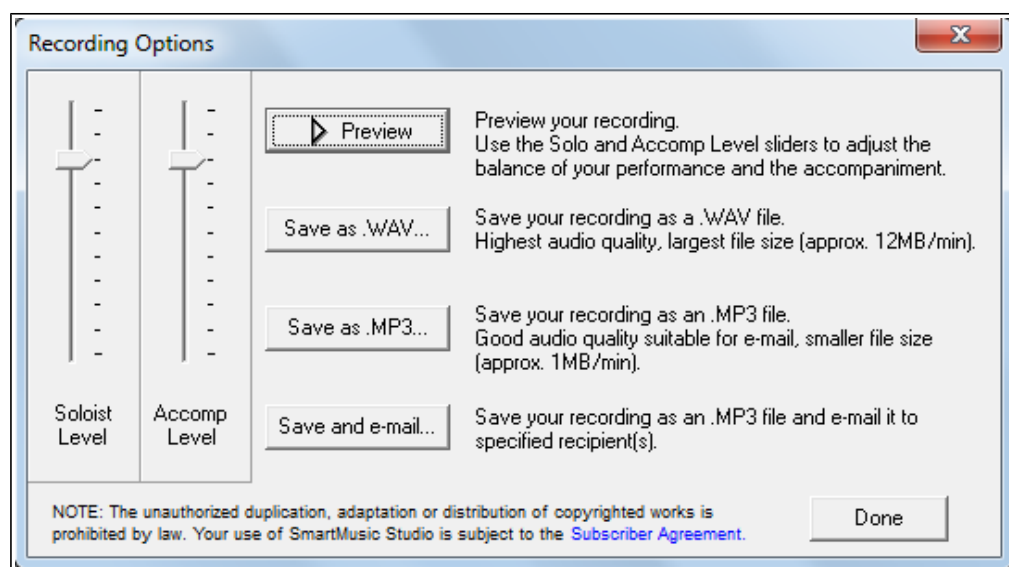 Recording Options
Preview
Preview your recording.
Use the Solo and Accomp Level sliders to adjust the
balance of your performance and the accompaniment.
Save as .WAV...
Save your recording as a .WAV file.
Highest audio quality, largest file size (approx. 12MB/min).
Save as .MP3...
Save your recording as an .MP3 file.
Good audio quality suitable for e-mail, smaller file size
(approx. 1MB/min).
Soloist
Level
Accomp
Level
Save and e-mail...
Save your recording as an .MP3 file and e-mail it to
specified recipient(s).
NOTE: The unauthorized duplication, adaptation or distribution of copyrighted works is
prohibited by law. Your use of SmartMusic Studio is subject to the Subscriber Agreement.
Done